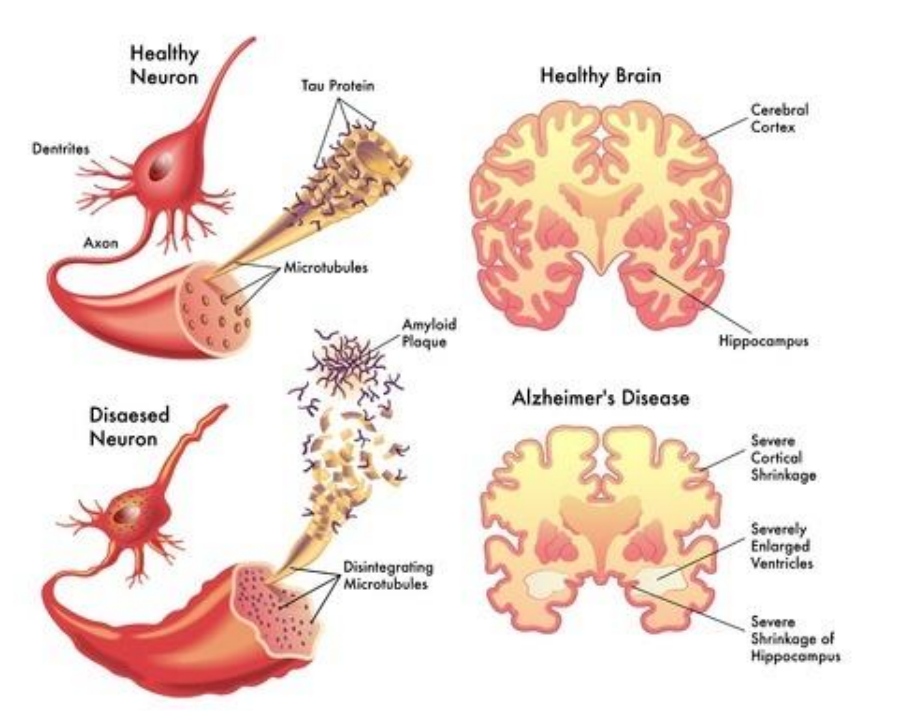 Healthy
Neuron
Tau Protein
Dentrites
Axon
Microtubules
Healthy Brain
Cerebral
Cortex
Hippocampus
Amyloid
Plaque
Disaesed
Neuron
Disintegrating
Microtubules
Alzheimer's Disease
Severe
Cortical
Shrinkage
Severely
Enlarged
Ventricles
Severe
Shrinkage of
Hippocampus